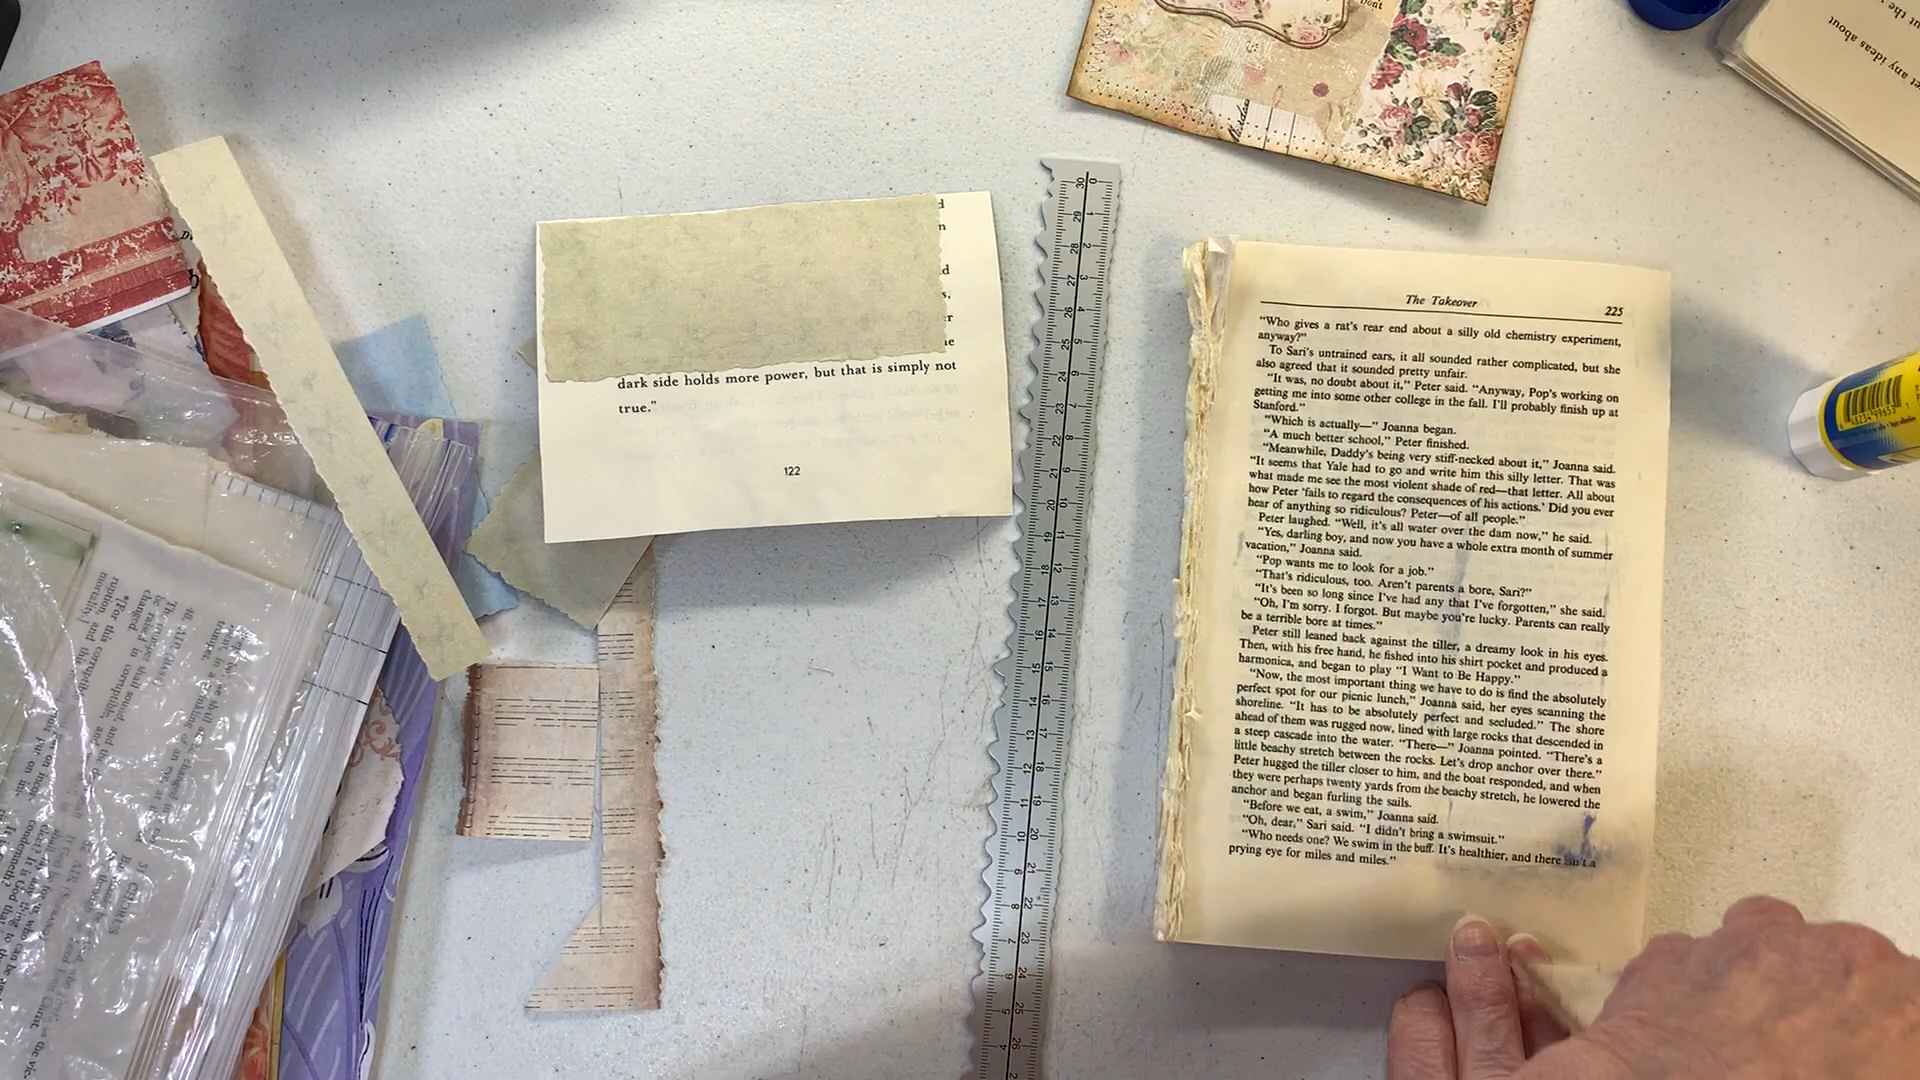 dark side holds more power, but that is simply not
true."
122
The Takeover
225
"Who gives a rat's rear end about a silly old chemistry experiment,
anyway?"
To Sari's untrained ears, it all sounded rather complicated, but she
also agreed that it sounded pretty unfair.
"It was, no doubt about it," Peter said. "Anyway, Pop's working on
getting me into some other college in the fall. I'll probably finish up at
Stanford."
"Which is actually—" Joanna began.
"A much better school," Peter finished.
"Meanwhile, Daddy's being very stiff-necked about it," Joanna said.
"It seems that Yale had to go and write him this silly letter. That was
what made me see the most violent shade of red—that letter. All about
how Peter 'fails to regard the consequences of his actions.' Did you ever
hear of anything so ridiculous? Peter—of all people."
Peter laughed. "Well, it's all water over the dam now," he said.
"Yes, darling boy, and now you have a whole extra month of summer
vacation," Joanna said.
"Pop wants me to look for a job."
"That's ridiculous, too. Aren't parents a bore, Sari?"
"It's been so long since I've had any that I've forgotten," she said.
"Oh, I'm sorry. I forgot. But maybe you're lucky. Parents can really
be a terrible bore at times."
Peter still leaned back against the tiller, a dreamy look in his eyes.
Then, with his free hand, he fished into his shirt pocket and produced a
harmonica, and began to play "I Want to Be Happy."
"Now, the most important thing we have to do is find the absolutely
perfect spot for our picnic lunch," Joanna said, her eyes scanning the
shoreline. "It has to be absolutely perfect and secluded." The shore
ahead of them was rugged now, lined with large rocks that descended in
a steep cascade into the water. "There—" Joanna pointed. "There's a
little beachy stretch between the rocks. Let's drop anchor over there."
Peter hugged the tiller closer to him, and the boat responded, and when
they were perhaps twenty yards from the beachy stretch, he lowered the
anchor and began furling the sails.
"Before we eat, a swim," Joanna said.
"Oh, dear," Sari said. "I didn't bring a swimsuit."
"Who needs one? We swim in the buff. It's healthier, and there isn't a
prying eye for miles and miles."
any ideas about